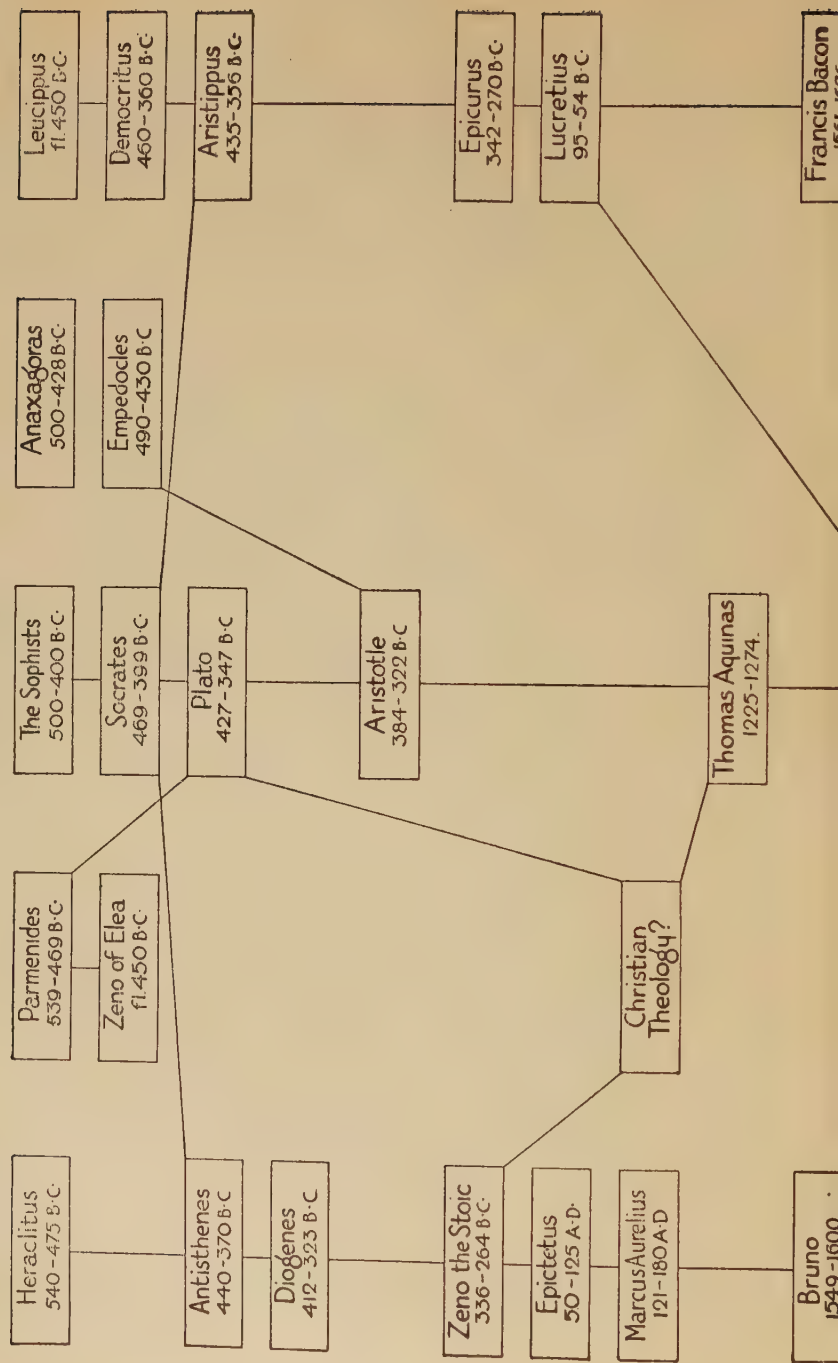 Heraclitus
540-475 B.C.
Parmenides
539-469 B.C.
The Sophists
500-400 B.C.
Anaxagoras
500-428 B.C.
Leucippus
fl. 450 B.C.
Zeno of Elea
fl. 450 B.C.
Socrates
469-399 B.C.
Empedocles
490-430 B.C
Democritus
460-360 B.C.
Antisthenes
440-370 B.C
Plato
427-347 B.C
Aristippus
435-356 B.C.
Diogenes
412-323 B.C
Aristotle
384-322 B.C
Zeno the Stoic
336-264 B.C.
Epicurus
342-270 B.C.
Epictetus
50-125 A.D.
Lucretius
95-54 B.C.
Marcus Aurelius
121-180 A.D
Christian
Theology?
Thomas Aquinas
1225-1274.
Bruno
1549-1600
Francis Bacon